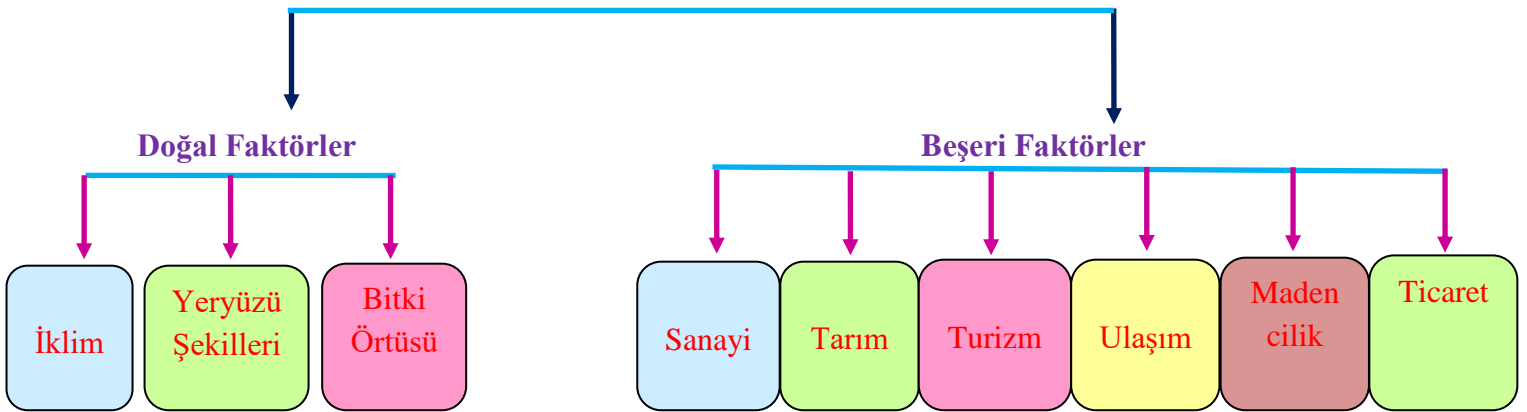 Doğal Faktörler
Beşeri Faktörler
İklim
Yeryüzü
Şekilleri
Bitki
Örtüsü
Sanayi
Tarım
Turizm
Ulaşım
Maden
cilik
Ticaret